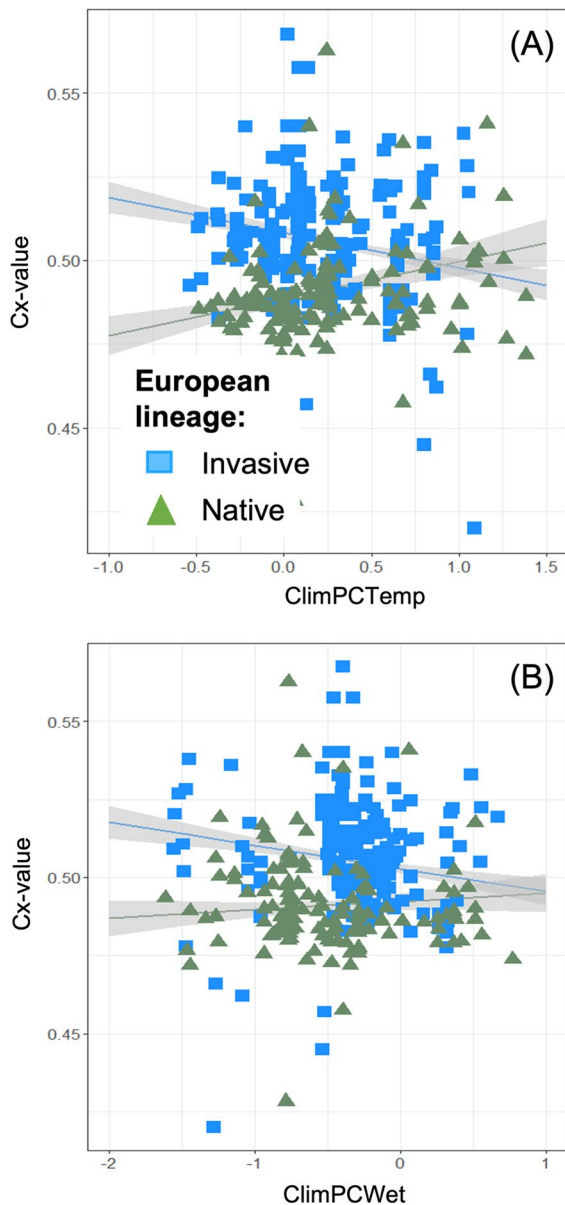 (A)
0.55
0.50
0.45
Cx-value
European
lineage:
Invasive
Native
-1.0
-0.5
0.0
0.5
1.0
1.5
ClimPCTemp
(B)
0.55
0.50
0.45
Cx-value
-2
-1
0
1
ClimPCWet